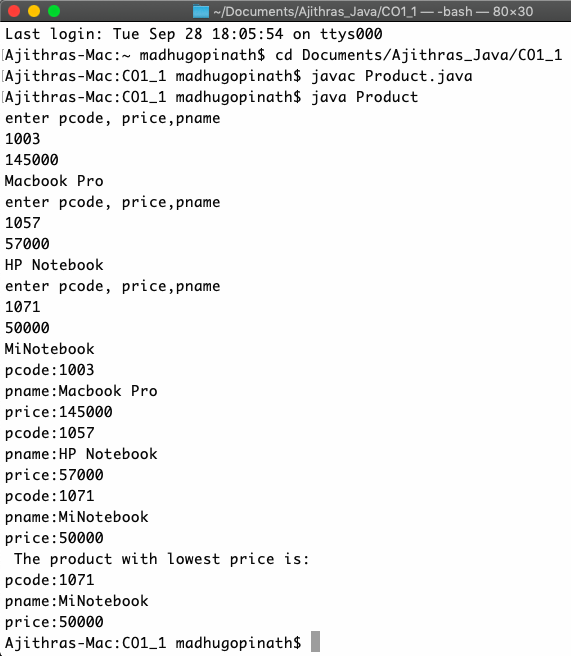 ~/Documents/Ajithras_Java/CO1_1 — -bash — 80×30
Last login: Tue Sep 28 18:05:54 on ttys000
[Ajithras-Mac:~ madhugopinath$ cd Documents/Ajithras_Java/CO1_1
[Ajithras-Mac:CO1_1 madhugopinath$ javac Product.java
[Ajithras-Mac:CO1_1 madhugopinath$ java Product
enter pcode, price,pname
1003
145000
Macbook Pro
enter pcode, price,pname
1057
57000
HP Notebook
enter pcode, price,pname
1071
50000
MiNotebook
pcode:1003
pname:Macbook Pro
price:145000
pcode:1057
pname:HP Notebook
price:57000
pcode:1071
pname:MiNotebook
price:50000
 The product with lowest price is:
pcode:1071
pname:MiNotebook
price:50000
Ajithras-Mac:CO1_1 madhugopinath$